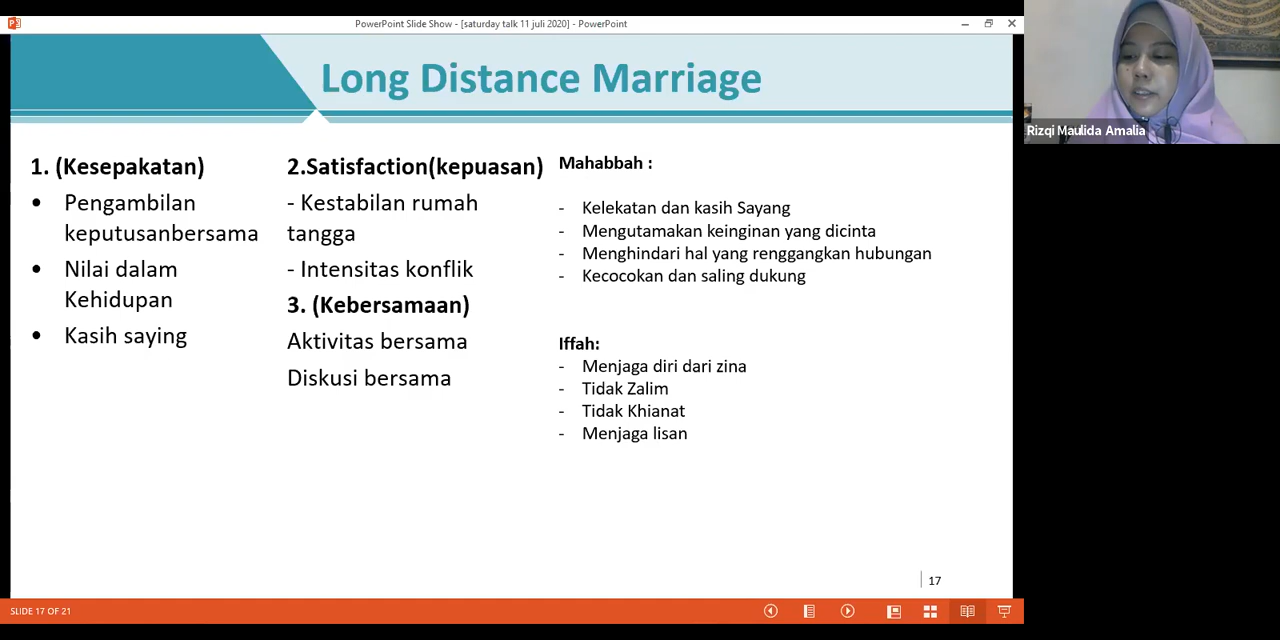 PowerPoint Slide Show - [saturday talk 11 juli 2020] - PowerPoint
Long Distance Marriage
Rizqi Maulida Amalia
1. (Kesepakatan)
• Pengambilan
keputusanbersama
• Nilai dalam
Kehidupan
• Kasih saying
2.Satisfaction(kepuasan)
- Kestabilan rumah
tangga
- Intensitas konflik
3. (Kebersamaan)
Aktivitas bersama
Diskusi bersama
Mahabbah :
- Kelekatan dan kasih Sayang
- Mengutamakan keinginan yang dicinta
- Menghindari hal yang renggangkan hubungan
- Kecocokan dan saling dukung
Iffah:
- Menjaga diri dari zina
- Tidak Zalim
- Tidak Khianat
- Menjaga lisan
17
SLIDE 17 OF 21